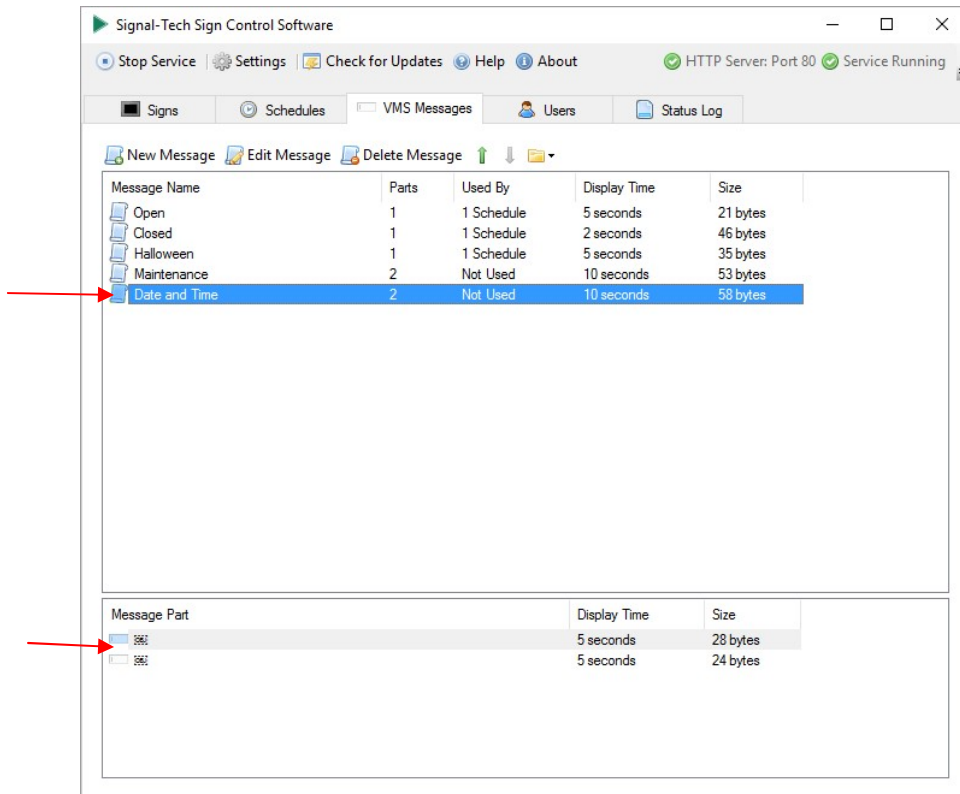 Signal-Tech Sign Control Software
Stop Service Settings Check for Updates Help About HTTP Server: Port 80 Service Running
Signs Schedules VMS Messages Users Status Log
New Message Edit Message Delete Message
Message Name Parts Used By Display Time Size
Open 1 1 Schedule 5 seconds 21 bytes
Closed 1 1 Schedule 2 seconds 46 bytes
Halloween 1 1 Schedule 5 seconds 35 bytes
Maintenance 2 Not Used 10 seconds 53 bytes
Date and Time 2 Not Used 10 seconds 58 bytes
Message Part Display Time Size
5 seconds 28 bytes
5 seconds 24 bytes